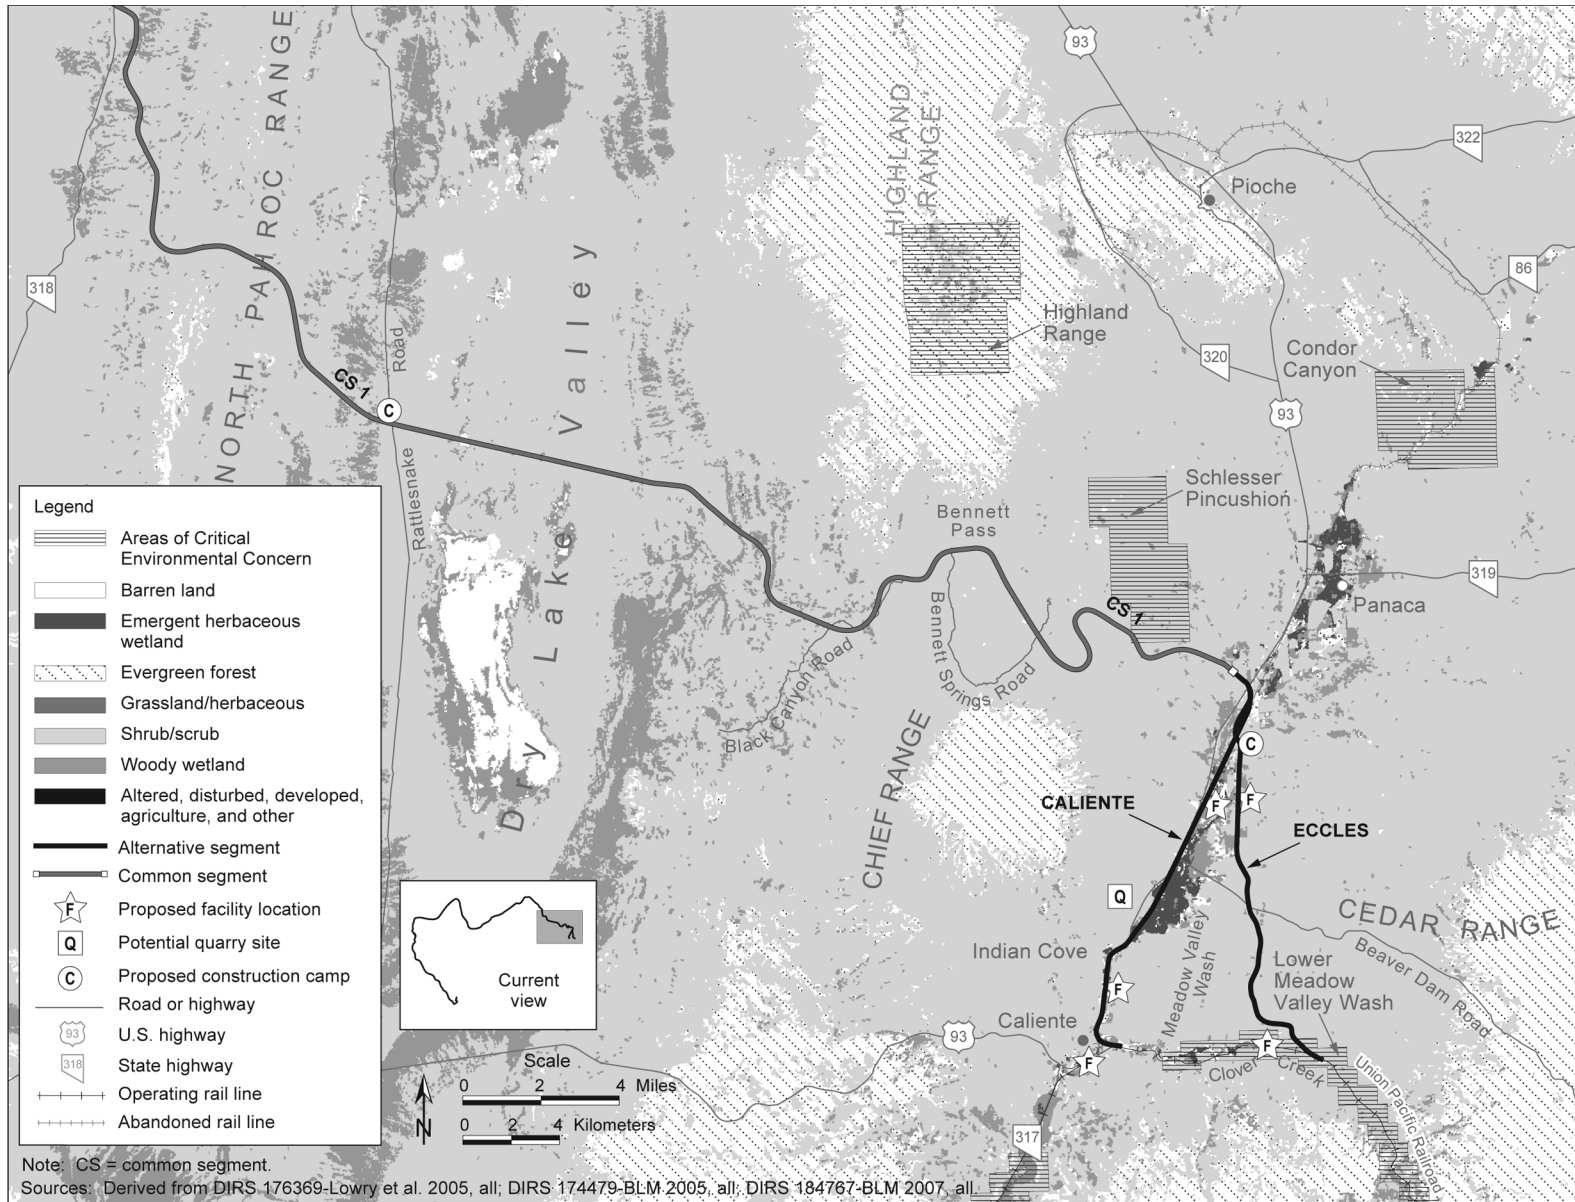 93
322
Pioche
HIGHLAND
RANGE
NORTH PAHROC RANGE
86
318
Highland
Range
Condor
Canyon
320
93
Road
CS 1
C
Rattlesnake
Dry Lake Valley
Schlesser
Pincushion
Bennett
Pass
319
Panaca
CS 1
Bennett Springs Road
Black Canyon Road
CHIEF RANGE
C
F
F
CALIENTE
ECCLES
Q
CEDAR RANGE
Indian Cove
Meadow Valley
Wash
Lower
Meadow
Valley Wash
Beaver Dam Road
F
Caliente
93
F
F
Clover Creek
Union Pacific Railroad
317
Legend
Areas of Critical
Environmental Concern
Barren land
Emergent herbaceous
wetland
Evergreen forest
Grassland/herbaceous
Shrub/scrub
Woody wetland
Altered, disturbed, developed,
agriculture, and other
Alternative segment
Common segment
F Proposed facility location
Q Potential quarry site
C Proposed construction camp
Road or highway
93 U.S. highway
318 State highway
Operating rail line
Abandoned rail line
Current
view
N
Scale
0 2 4 Miles
0 2 4 Kilometers
Note: CS = common segment.
Sources: Derived from DIRS 176369-Lowry et al. 2005, all; DIRS 174479-BLM 2005, all; DIRS 184767-BLM 2007, all.